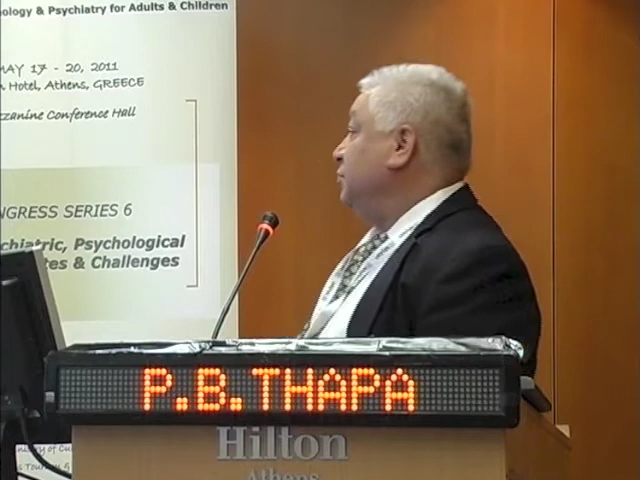 ology & Psychiatry for Adults & Children
MAY 17 - 20, 2011
Hotel, Athens, GREECE
zzanine Conference Hall
NGRESS SERIES 6
chiatric, Psychological
tes & Challenges
P.B.THAPA
Hilton
Athens